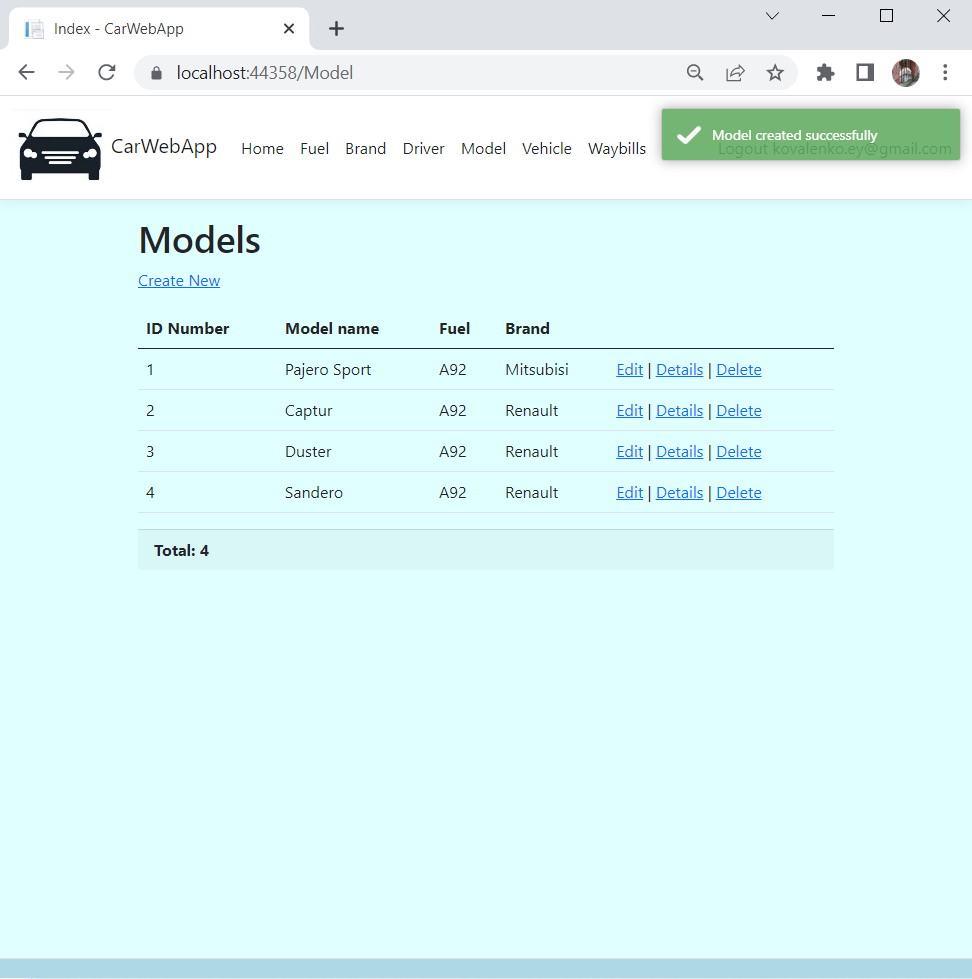 Index - CarWebApp
localhost:44358/Model
CarWebApp Home Fuel Brand Driver Model Vehicle Waybills
Model created successfully
Logout kovalenko.ey@gmail.com
Models
Create New
ID Number Model name Fuel Brand
1 Pajero Sport A92 Mitsubisi Edit | Details | Delete
2 Captur A92 Renault Edit | Details | Delete
3 Duster A92 Renault Edit | Details | Delete
4 Sandero A92 Renault Edit | Details | Delete
Total: 4